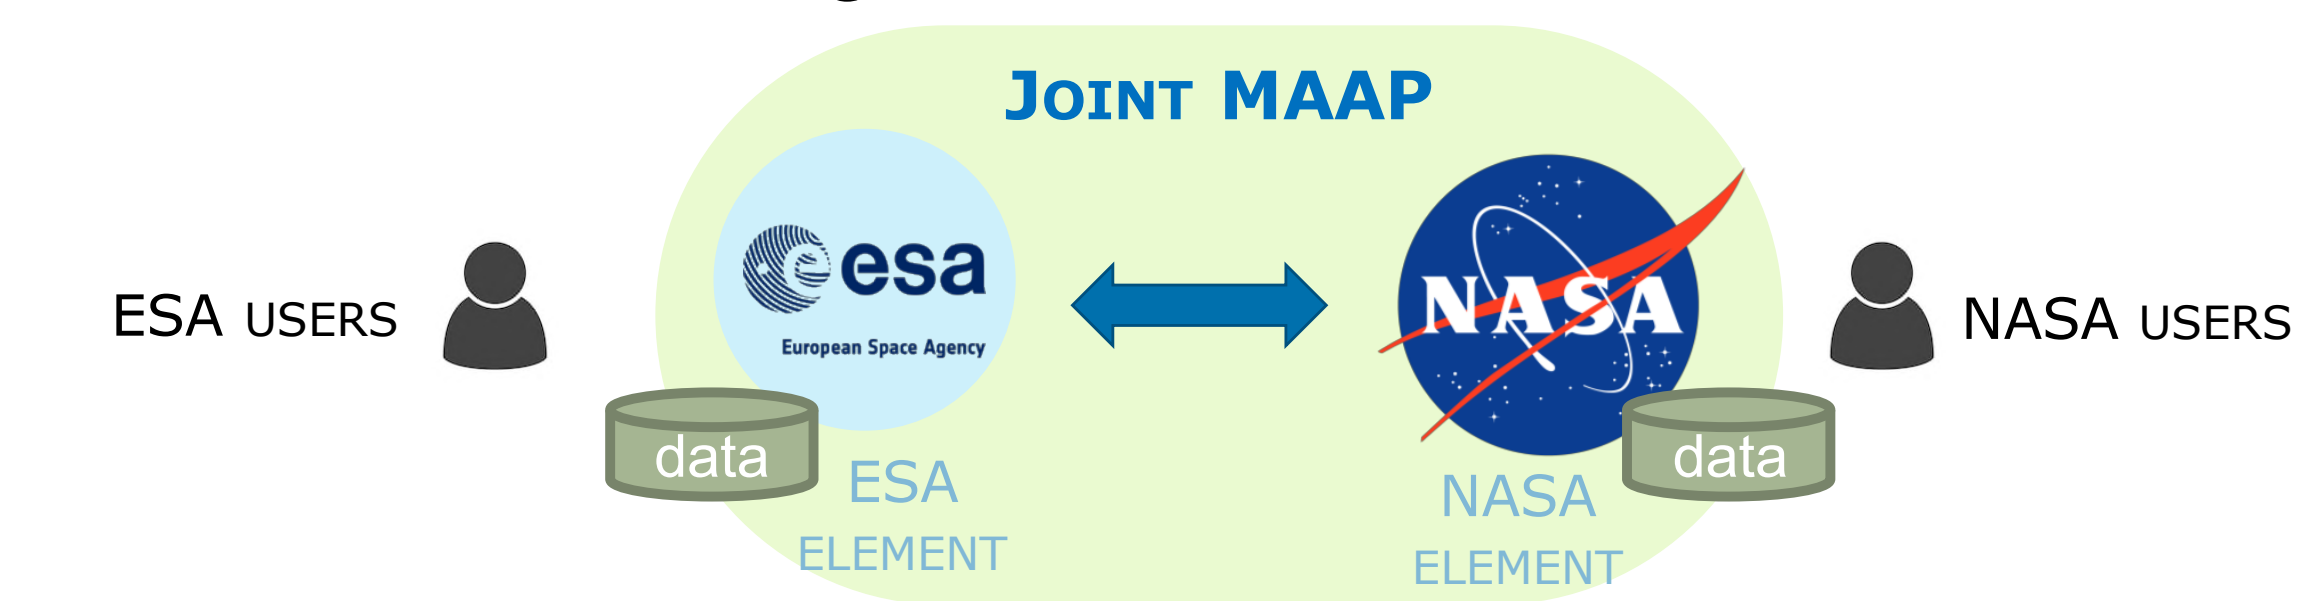 JOINT MAAP
esa
European Space Agency
NASA
ESA USERS
NASA USERS
data
data
ESA
ELEMENT
NASA
ELEMENT